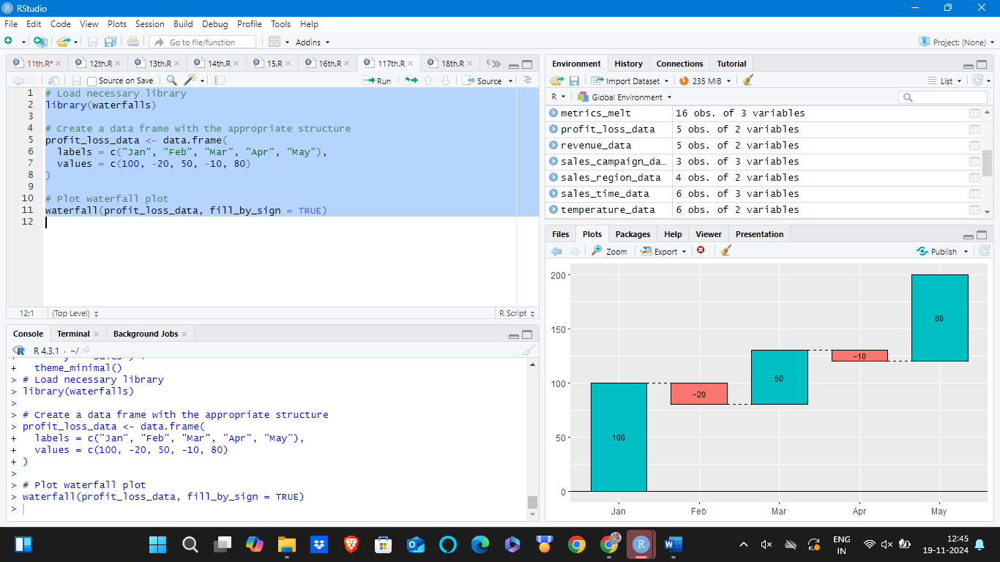 RStudio
File Edit Code View Plots Session Build Debug Profile Tools Help
Go to file/function Addins Project: (None)
11th.R* 12th.R 13th.R 14th.R 15.R 16th.R 117th.R 18th.R
Source on Save Run Source
1 # Load necessary library
2 library(waterfalls)
3
4 # Create a data frame with the appropriate structure
5 profit_loss_data <- data.frame(
6 labels = c("Jan", "Feb", "Mar", "Apr", "May"),
7 values = c(100, -20, 50, -10, 80)
8 )
9
10 # Plot waterfall plot
11 waterfall(profit_loss_data, fill_by_sign = TRUE)
12
12:1 (Top Level) R Script
Console Terminal Background Jobs
R 4.3.1 · ~/
+ theme_minimal()
> # Load necessary library
> library(waterfalls)
>
> # Create a data frame with the appropriate structure
> profit_loss_data <- data.frame(
+ labels = c("Jan", "Feb", "Mar", "Apr", "May"),
+ values = c(100, -20, 50, -10, 80)
+ )
>
> # Plot waterfall plot
> waterfall(profit_loss_data, fill_by_sign = TRUE)
>
Environment History Connections Tutorial
Import Dataset 235 MiB List
R Global Environment
metrics_melt 16 obs. of 3 variables
profit_loss_data 5 obs. of 2 variables
revenue_data 5 obs. of 2 variables
sales_campaign_da… 3 obs. of 3 variables
sales_region_data 4 obs. of 2 variables
sales_time_data 6 obs. of 3 variables
temperature_data 6 obs. of 2 variables
Files Plots Packages Help Viewer Presentation
Zoom Export Publish
200
150
100
50
0
100
−20
50
−10
80
Jan Feb Mar Apr May
ENG
IN
12:45
19-11-2024